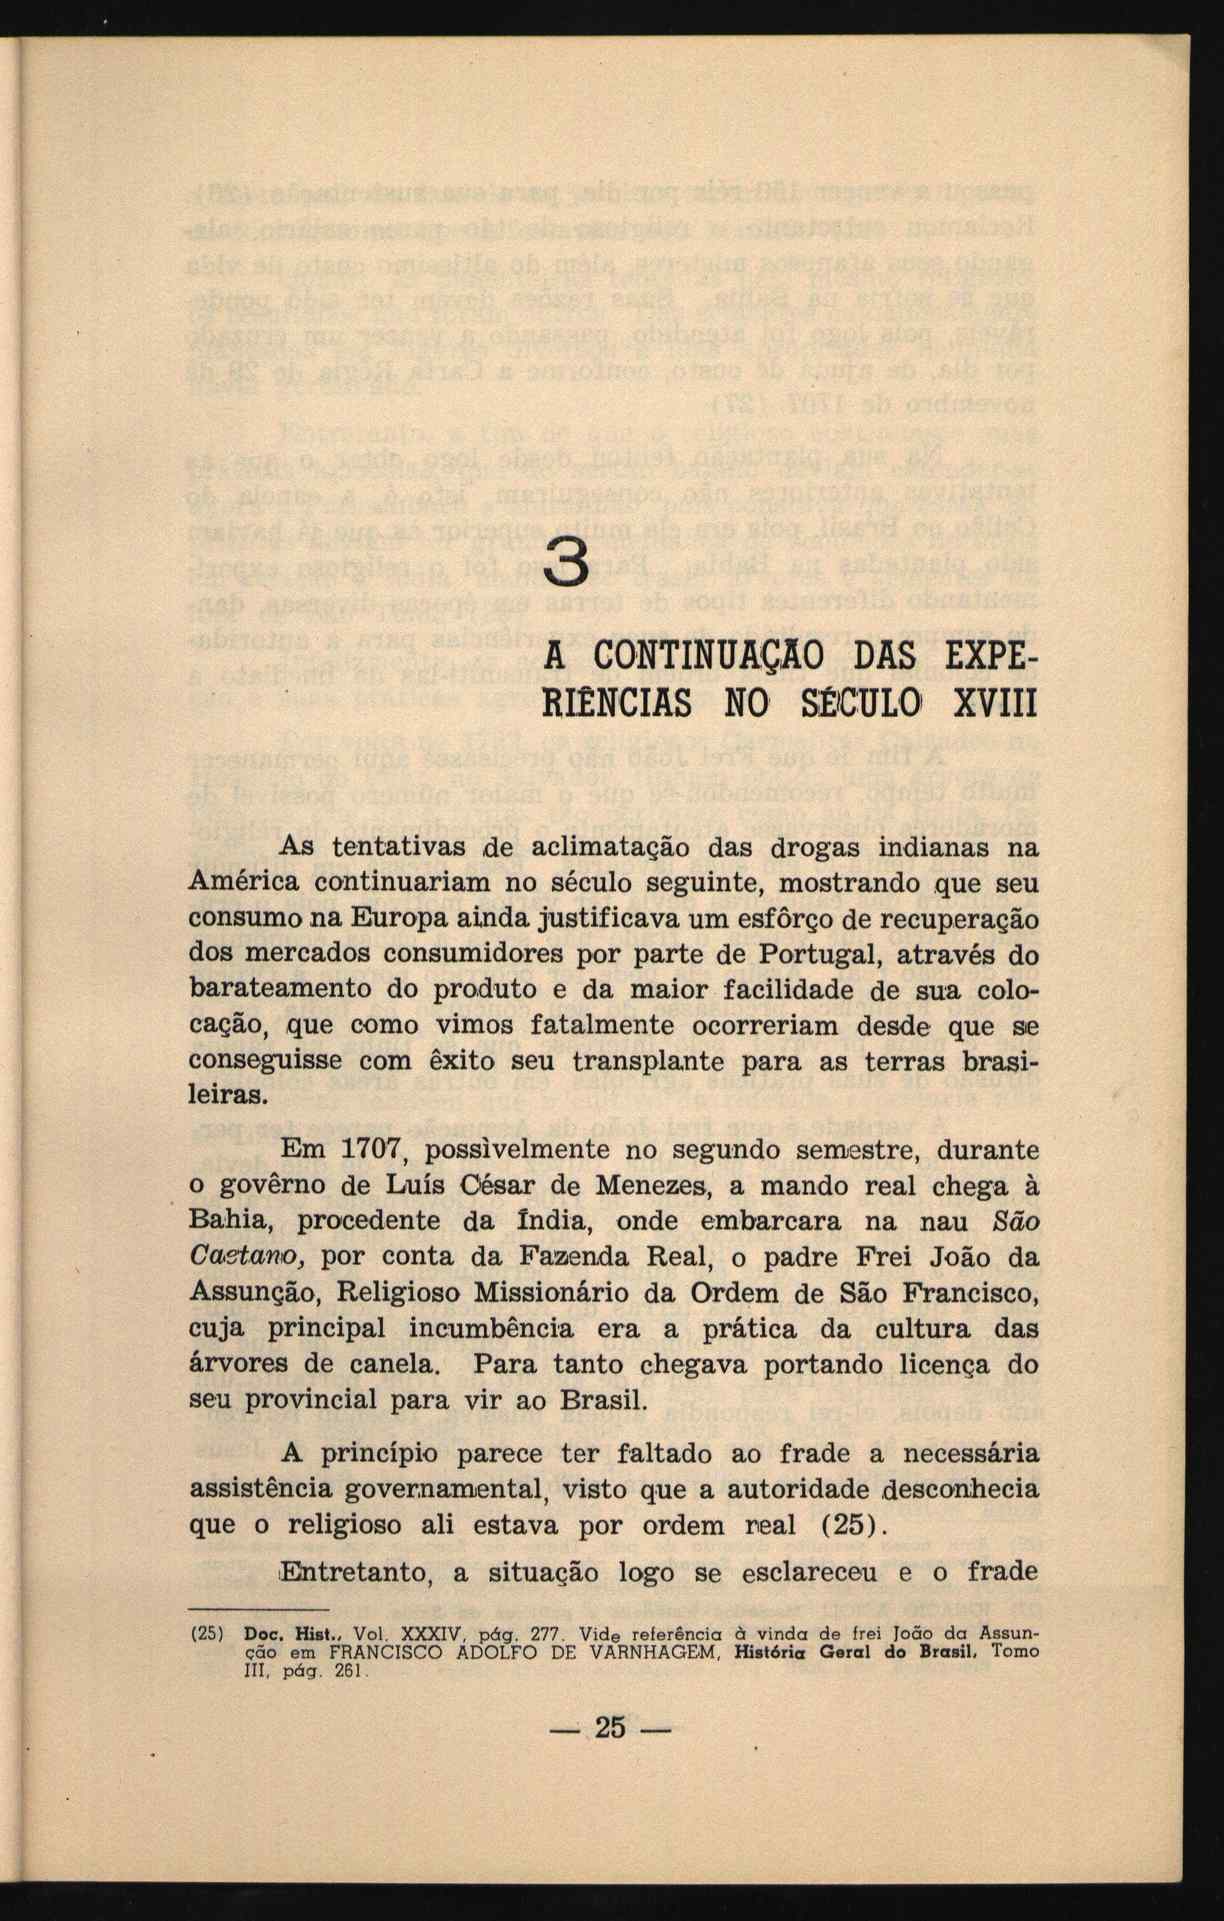 3
A CONTINUAÇÃO DAS EXPE-
RIÊNCIAS NO SÉCULO XVIII
As tentativas de aclimatação das drogas indianas na
América continuariam no século seguinte, mostrando que seu
consumo na Europa ainda justificava um esfôrço de recuperação
dos mercados consumidores por parte de Portugal, através do
barateamento do produto e da maior facilidade de sua colo-
cação, que como vimos fatalmente ocorreriam desde que se
conseguisse com êxito seu transplante para as terras brasi-
leiras.
Em 1707, possìvelmente no segundo semestre, durante
o govêrno de Luís César de Menezes, a mando real chega à
Bahia, procedente da Índia, onde embarcara na nau São
Caetano, por conta da Fazenda Real, o padre Frei João da
Assunção, Religioso Missionário da Ordem de São Francisco,
cuja principal incumbência era a prática da cultura das
árvores de canela. Para tanto chegava portando licença do
seu provincial para vir ao Brasil.
A princípio parece ter faltado ao frade a necessária
assistência governamental, visto que a autoridade desconhecia
que o religioso ali estava por ordem real (25).
Entretanto, a situação logo se esclareceu e o frade
(25) Doc. Hist., Vol. XXXIV, pág. 277. Vide referência à vinda de frei João da Assun-
ção em FRANCISCO ADOLFO DE VARNHAGEM, História Geral do Brasil, Tomo
III, pág. 261.
— 25 —